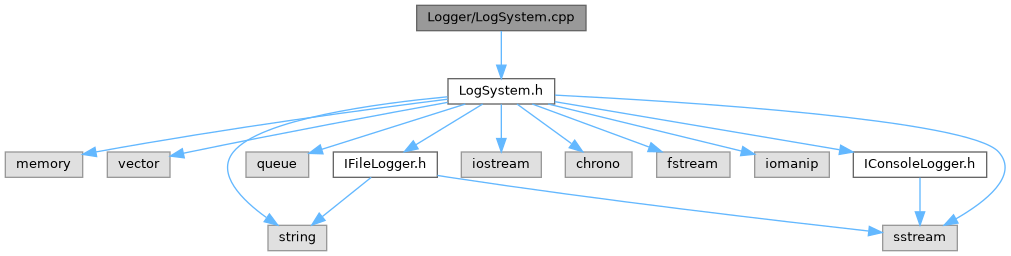 Logger/LogSystem.cpp
LogSystem.h
memory
vector
queue
IFileLogger.h
iostream
chrono
fstream
iomanip
IConsoleLogger.h
string
sstream